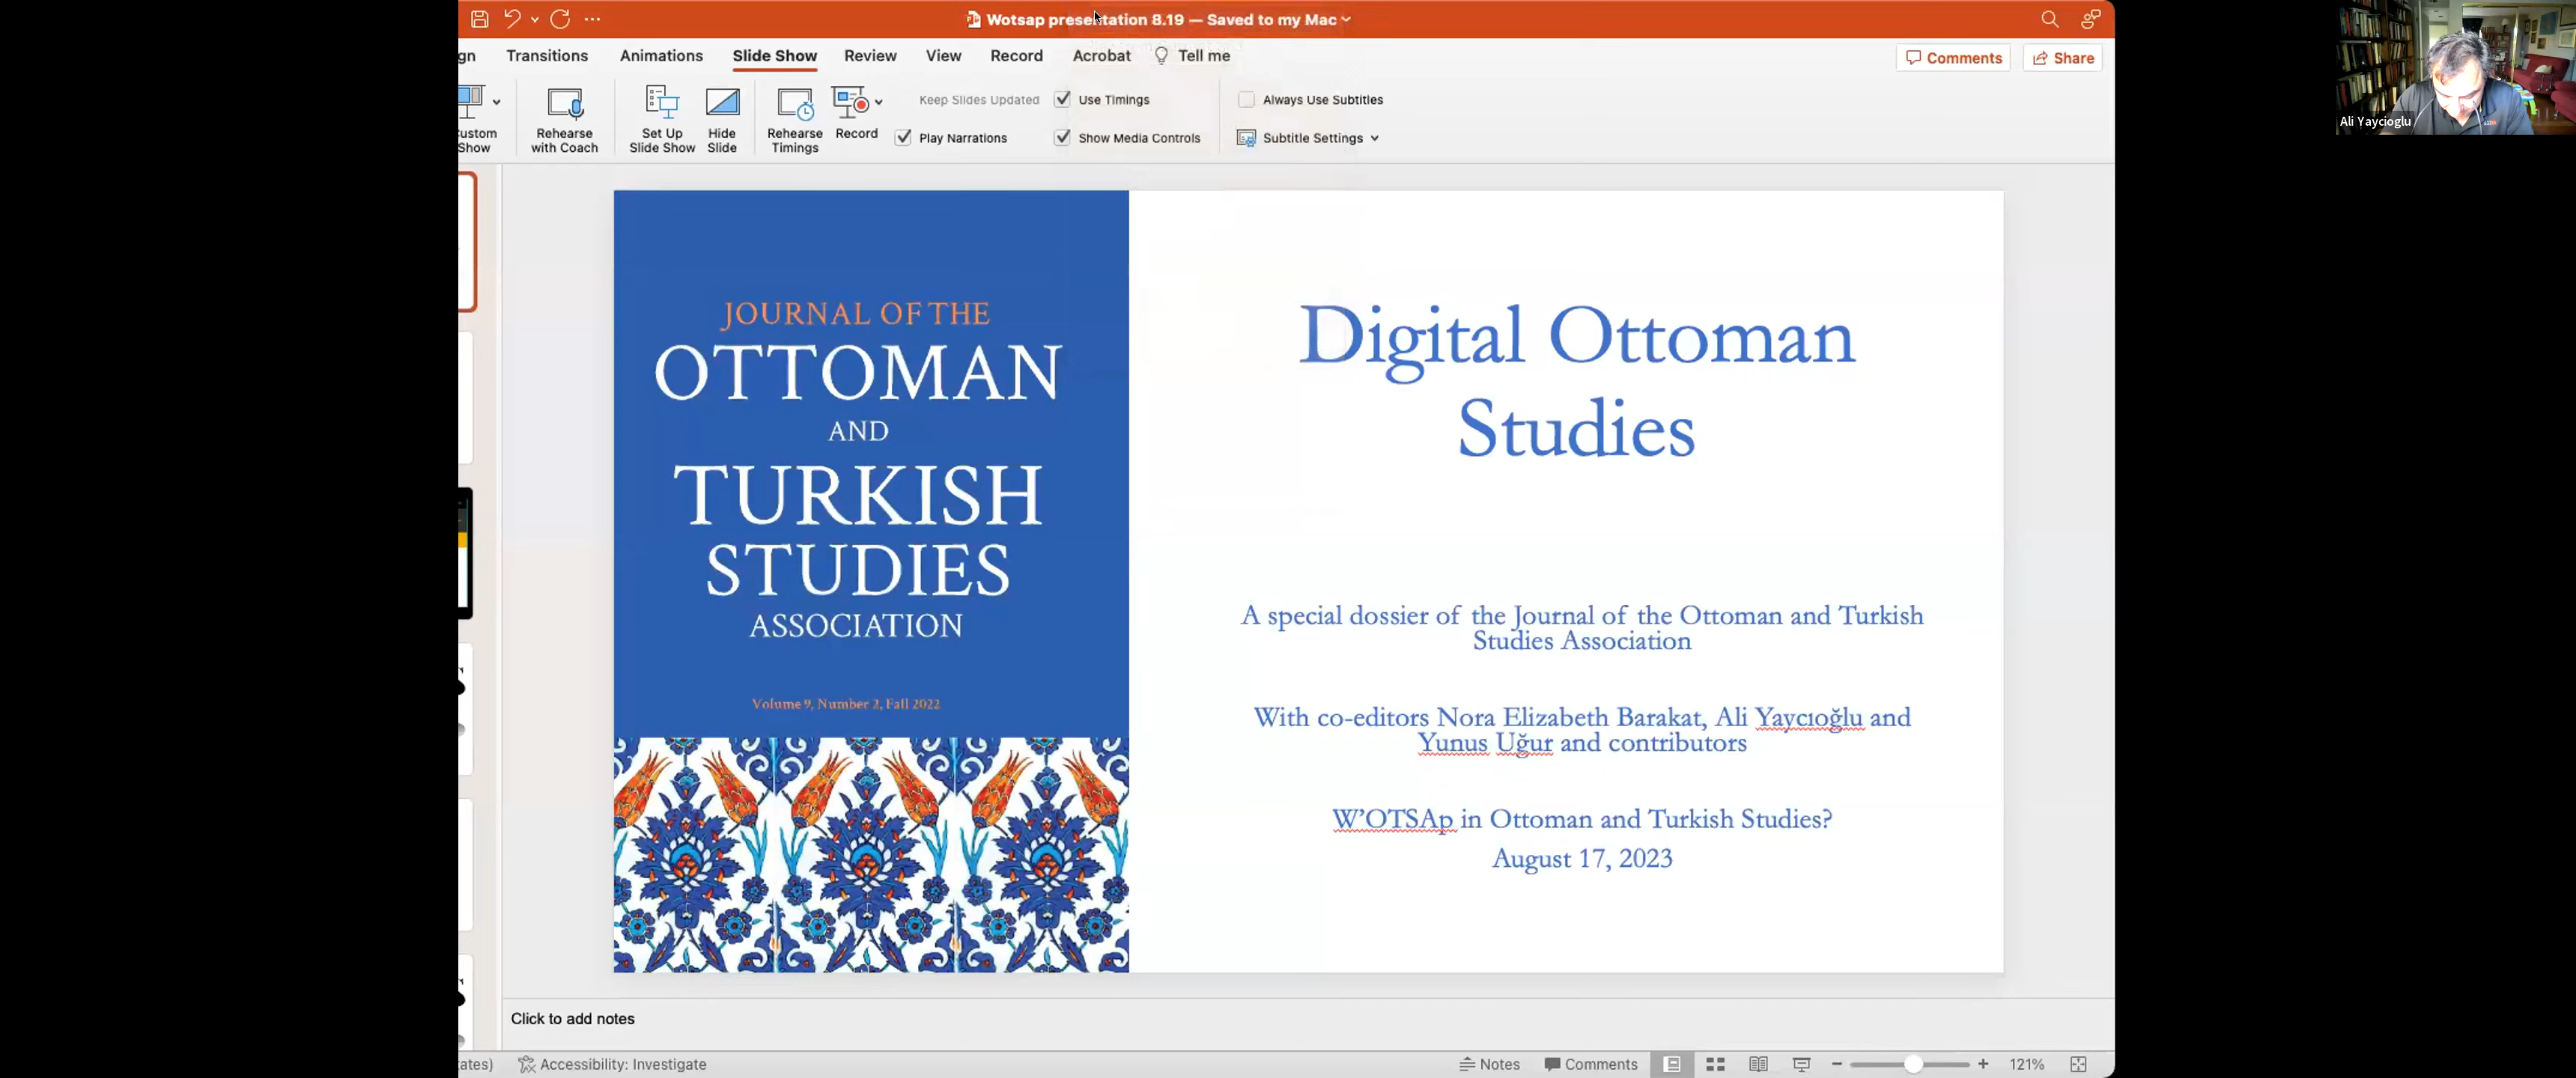 Wotsap presentation 8.19 — Saved to my Mac
gn
Transitions
Animations
Slide Show
Review
View
Record
Acrobat
Tell me
Comments
Share
ustom
Show
Rehearse
with Coach
Set Up
Slide Show
Hide
Slide
Rehearse
Timings
Record
Keep Slides Updated
Play Narrations
Use Timings
Show Media Controls
Always Use Subtitles
Subtitle Settings
Ali Yaycioglu
JOURNAL OF THE
OTTOMAN
AND
TURKISH
STUDIES
ASSOCIATION
Volume 9, Number 2, Fall 2022
Digital Ottoman
Studies
A special dossier of the Journal of the Ottoman and Turkish
Studies Association
With co-editors Nora Elizabeth Barakat, Ali Yaycıoğlu and
Yunus Uğur and contributors
W'OTSAp in Ottoman and Turkish Studies?
August 17, 2023
Click to add notes
ates)
Accessibility: Investigate
Notes
Comments
121%